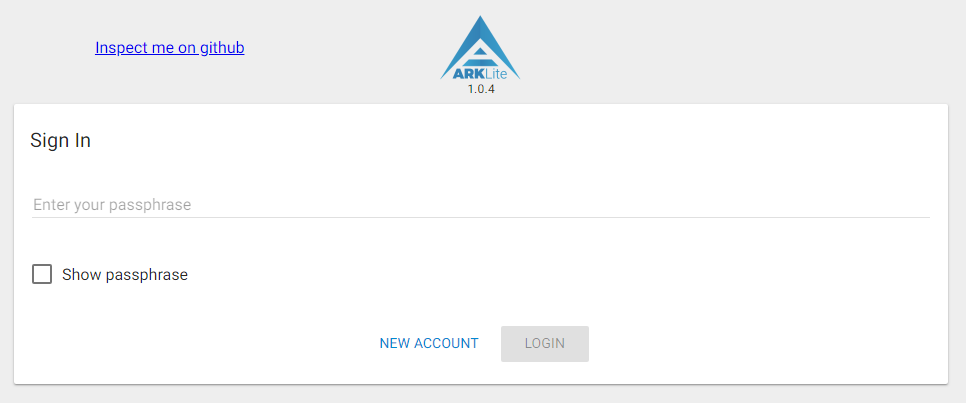 Inspect me on github
ARKLite
1.0.4
Sign In
Enter your passphrase
Show passphrase
NEW ACCOUNT LOGIN